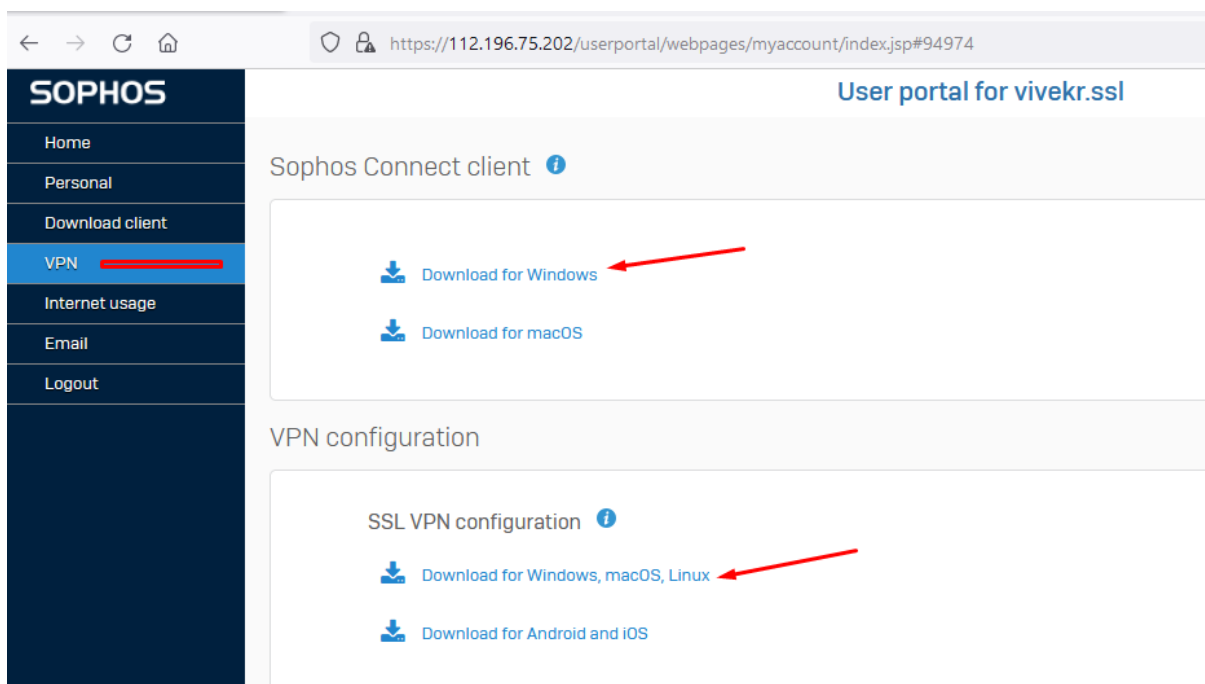 https://112.196.75.202/userportal/webpages/myaccount/index.jsp#94974
SOPHOS
User portal for vivekr.ssl
Home
Personal
Download client
VPN
Internet usage
Email
Logout
Sophos Connect client
Download for Windows
Download for macOS
VPN configuration
SSL VPN configuration
Download for Windows, macOS, Linux
Download for Android and iOS